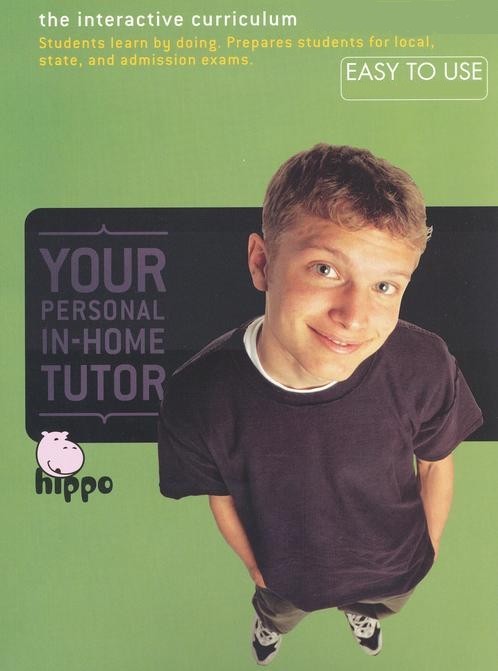 the interactive curriculum
Students learn by doing. Prepares students for local,
state, and admission exams.
EASY TO USE
YOUR
PERSONAL
IN-HOME
TUTOR
hippo